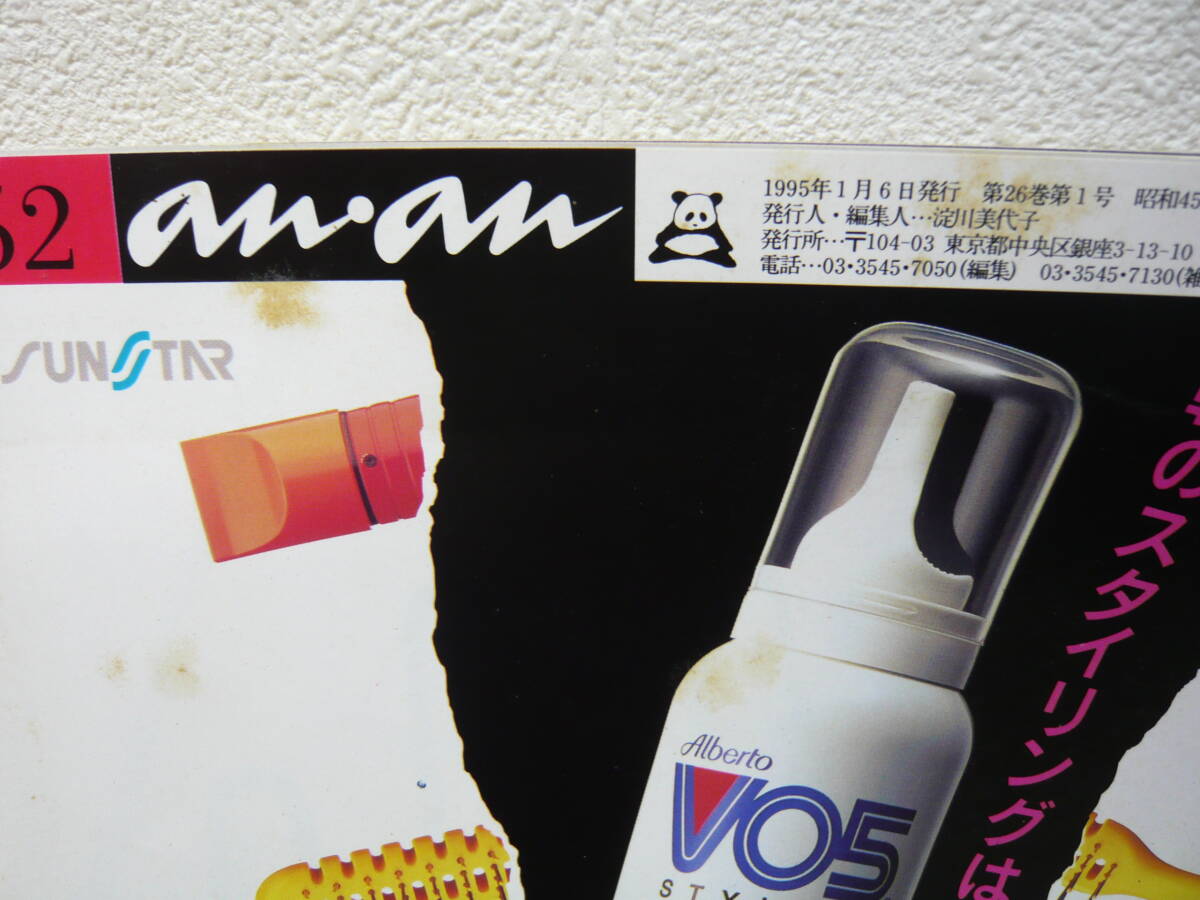 52
an・an
1995年1月6日発行 第26巻第1号 昭和45
発行人・編集人…淀川美代子
発行所…〒104-03 東京都中央区銀座3-13-10
電話…03・3545・7050(編集) 03・3545・7130(雑
SUNSTAR
のスタイリングは
Alberto
VO5
STY